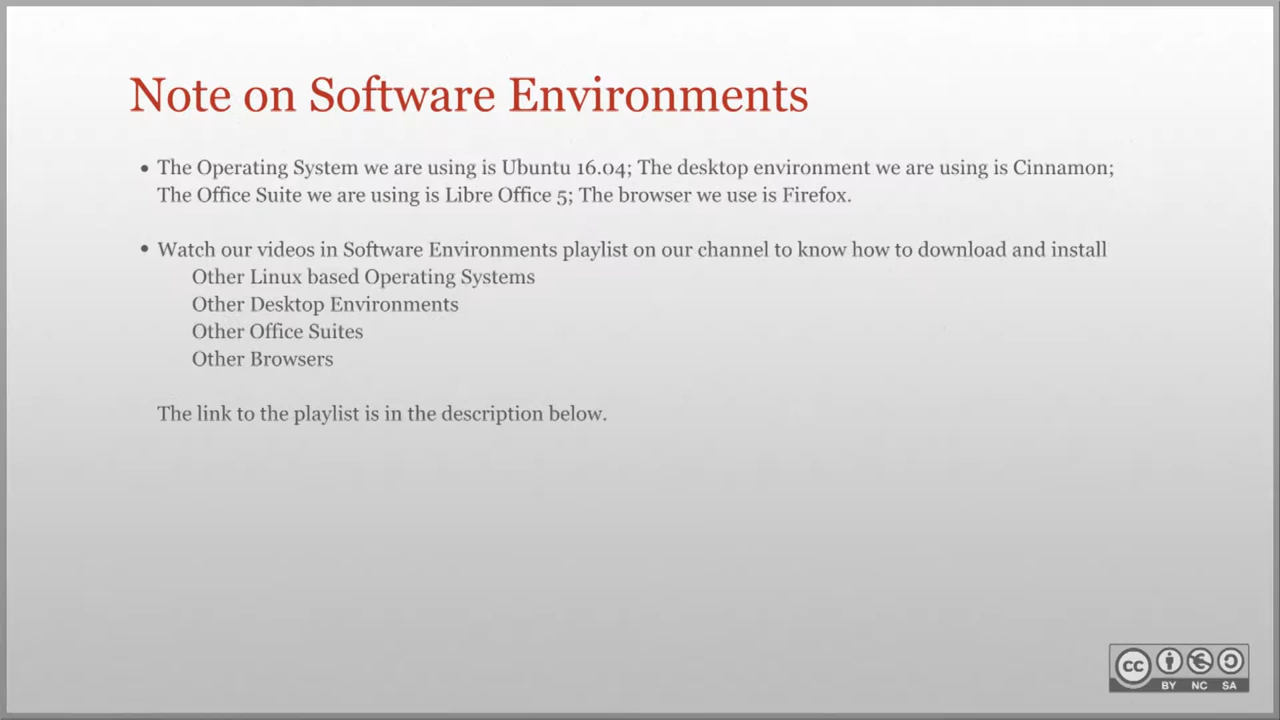 Note on Software Environments
• The Operating System we are using is Ubuntu 16.04; The desktop environment we are using is Cinnamon;
The Office Suite we are using is Libre Office 5; The browser we use is Firefox.
• Watch our videos in Software Environments playlist on our channel to know how to download and install
Other Linux based Operating Systems
Other Desktop Environments
Other Office Suites
Other Browsers
The link to the playlist is in the description below.
cc
BY NC SA